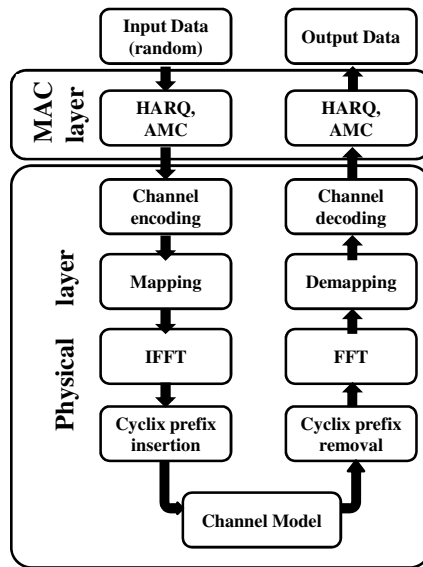 Input Data
(random)
Output Data
MAC
layer
HARQ,
AMC
HARQ,
AMC
Physical layer
Channel
encoding
Channel
decoding
Mapping
Demapping
IFFT
FFT
Cyclix prefix
insertion
Cyclix prefix
removal
Channel Model